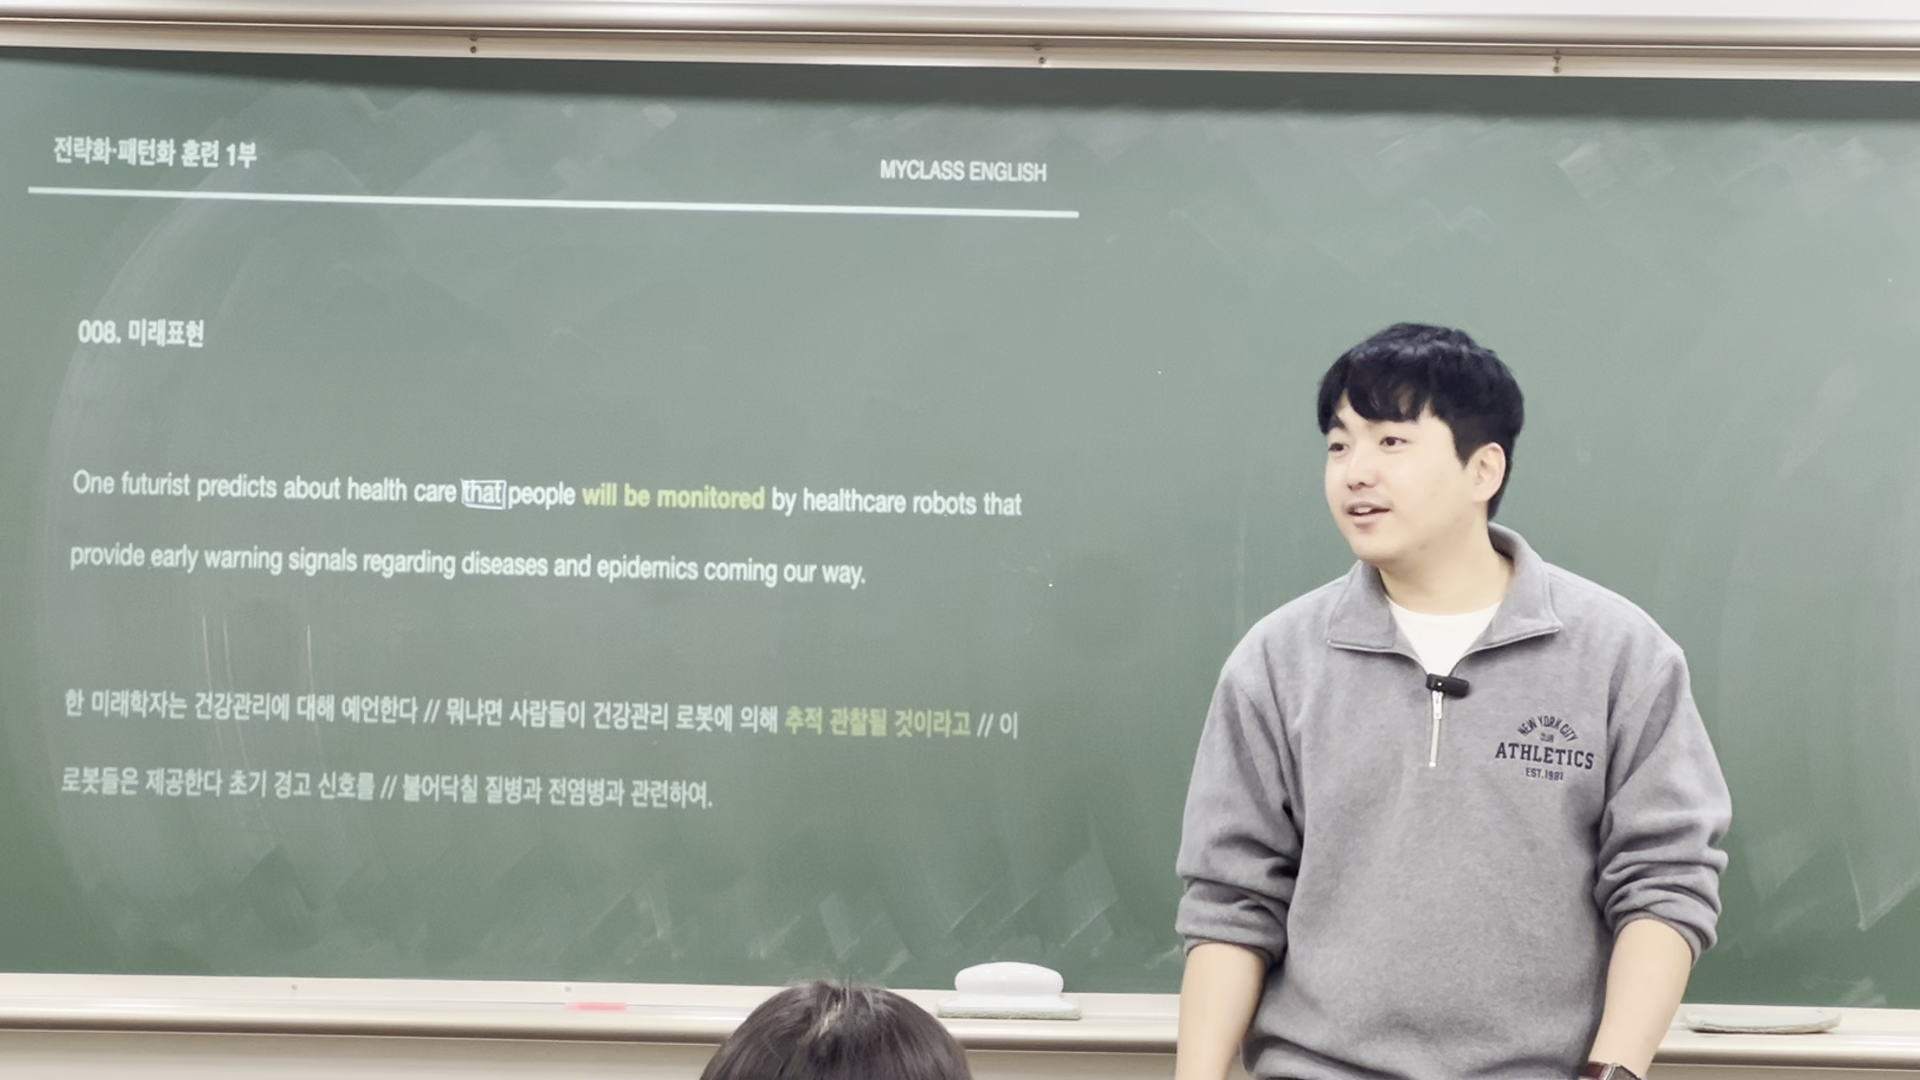 전략화·패턴화 훈련 1부
MYCLASS ENGLISH
008. 미래표현
One futurist predicts about health care that people will be monitored by healthcare robots that
provide early warning signals regarding diseases and epidemics coming our way.
한 미래학자는 건강관리에 대해 예언한다 // 뭐냐면 사람들이 건강관리 로봇에 의해 추적 관찰될 것이라고 // 이
로봇들은 제공한다 초기 경고 신호를 // 불어닥칠 질병과 전염병과 관련하여.
NEW YORK CITY
CLUB
ATHLETICS
EST.1981